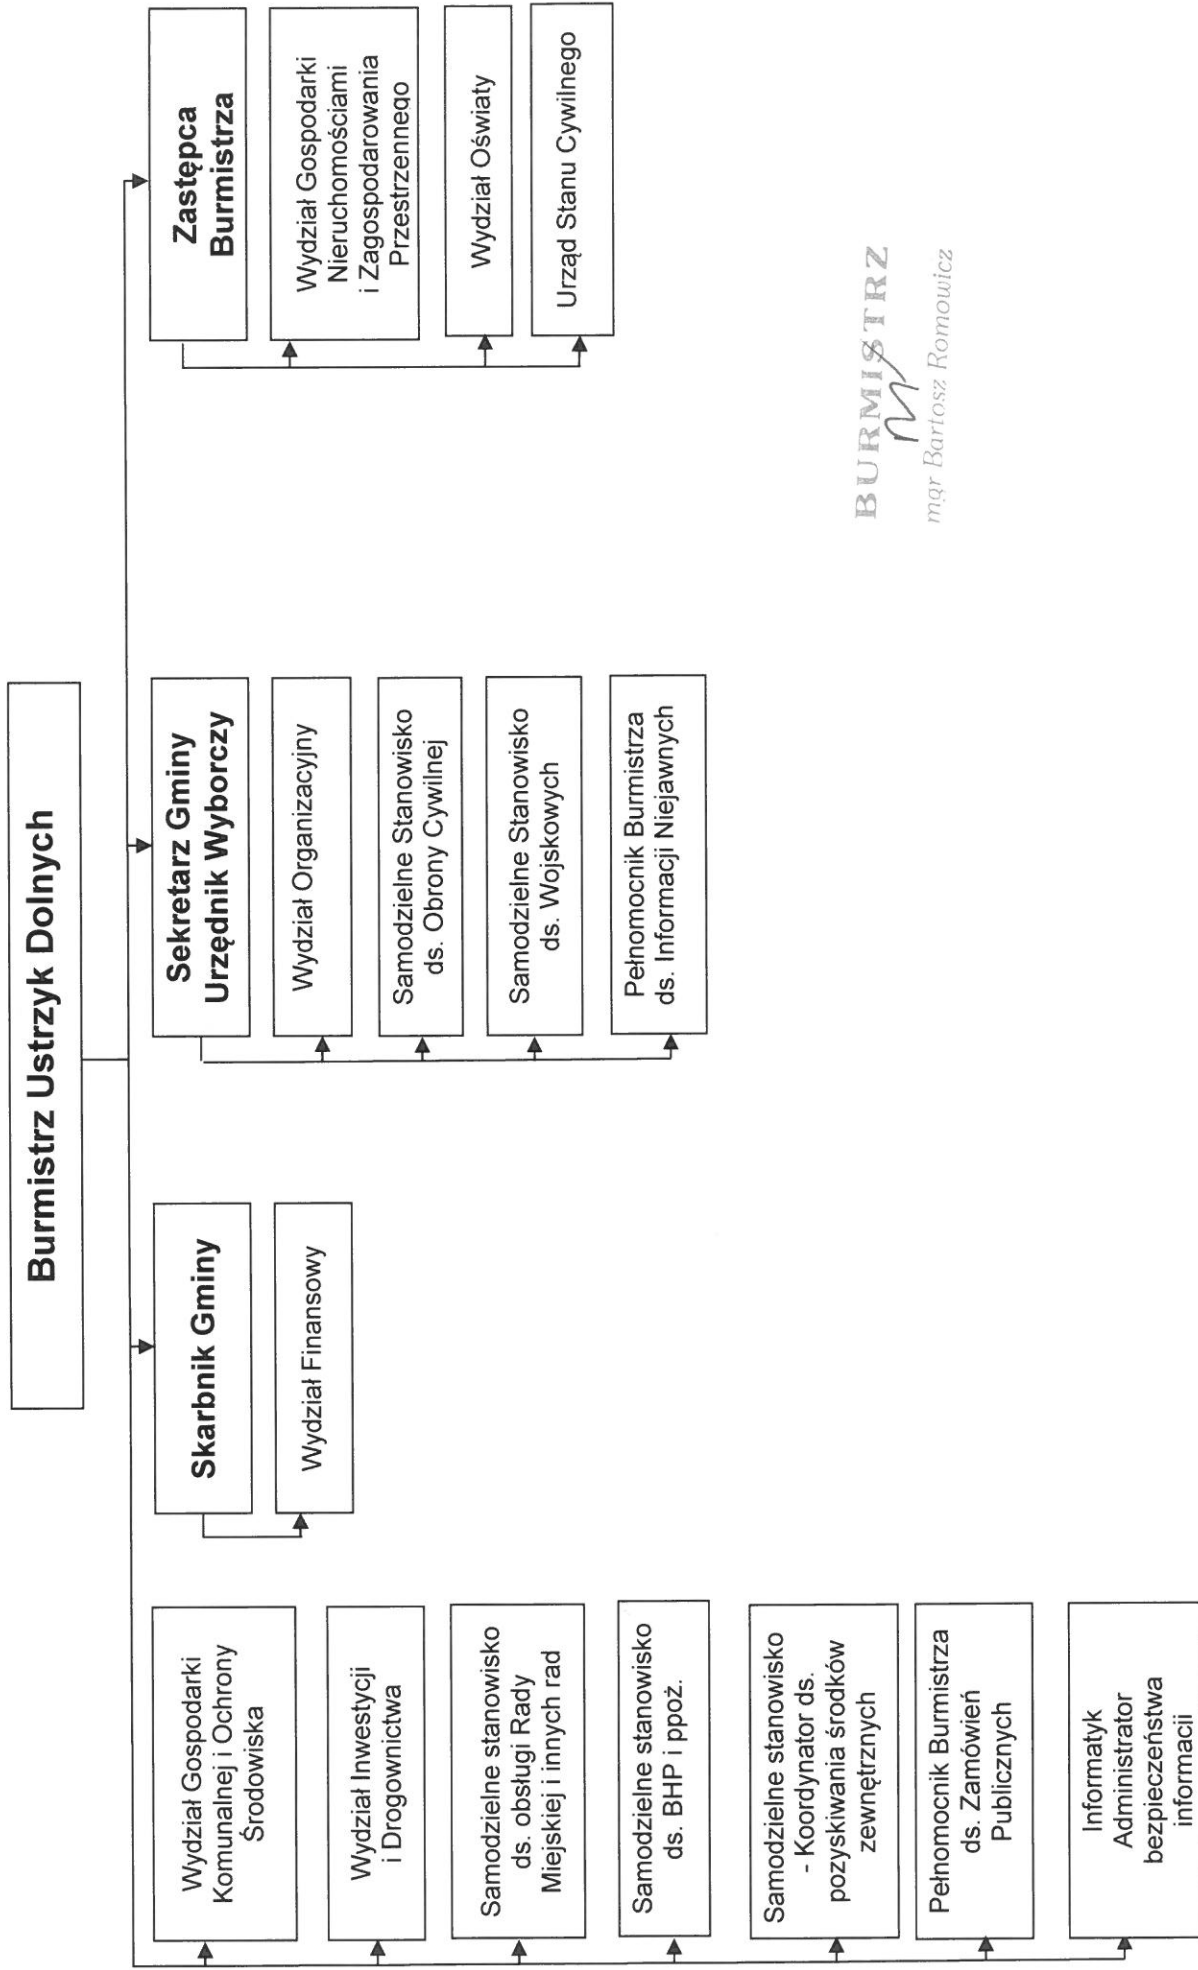 Burmistrz Ustrzyk Dolnych
Wydział Gospodarki
Komunalnej i Ochrony
Środowiska
Wydział Inwestycji
i Drogownictwa
Samodzielne stanowisko
ds. obsługi Rady
Miejskiej i innych rad
Samodzielne stanowisko
ds. BHP i ppoż.
Samodzielne stanowisko
- Koordynator ds.
pozyskiwania środków
zewnętrznych
Pełnomocnik Burmistrza
ds. Zamówień
Publicznych
Informatyk
Administrator
bezpieczeństwa
informacji
Skarbnik Gminy
Wydział Finansowy
Sekretarz Gminy
Urzędnik Wyborczy
Wydział Organizacyjny
Samodzielne Stanowisko
ds. Obrony Cywilnej
Samodzielne Stanowisko
ds. Wojskowych
Pełnomocnik Burmistrza
ds. Informacji Niejawnych
Zastępca
Burmistrza
Wydział Gospodarki
Nieruchomościami
i Zagospodarowania
Przestrzennego
Wydział Oświaty
Urząd Stanu Cywilnego
BURMISTRZ
mgr Bartosz Romowicz